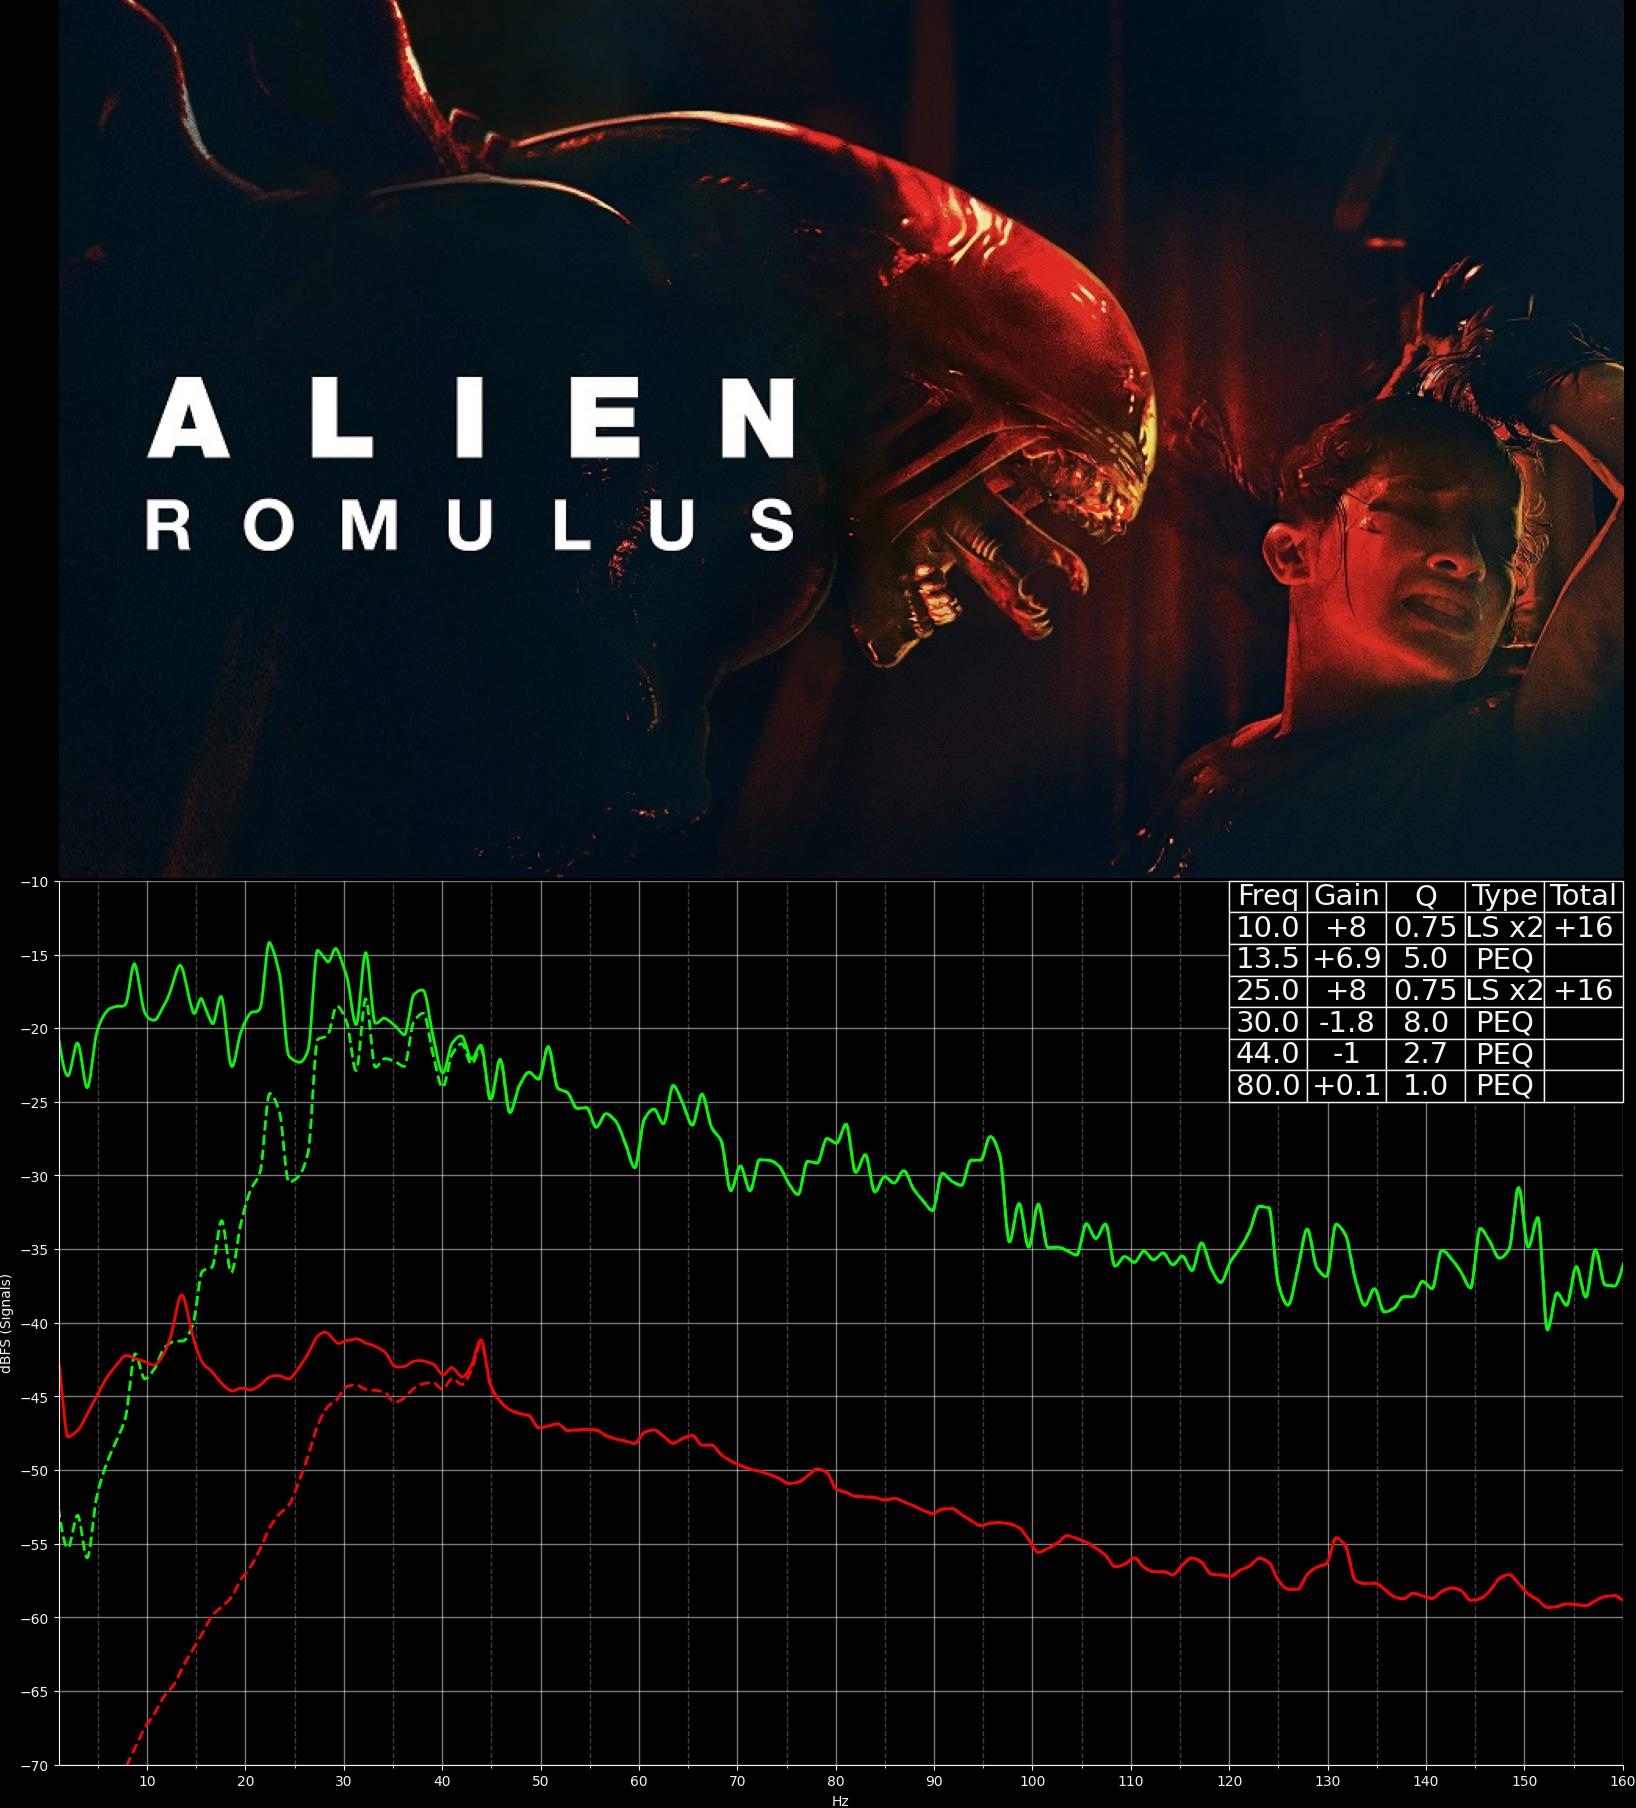 A L I E N
R O M U L U S
Freq Gain Q Type Total
10.0 +8 0.75 LS x2 +16
13.5 +6.9 5.0 PEQ
25.0 +8 0.75 LS x2 +16
30.0 -1.8 8.0 PEQ
44.0 -1 2.7 PEQ
80.0 +0.1 1.0 PEQ
dBFS (Signals)
−10
−15
−20
−25
−30
−35
−40
−45
−50
−55
−60
−65
−70
10 20 30 40 50 60 70 80 90 100 110 120 130 140 150 160
Hz